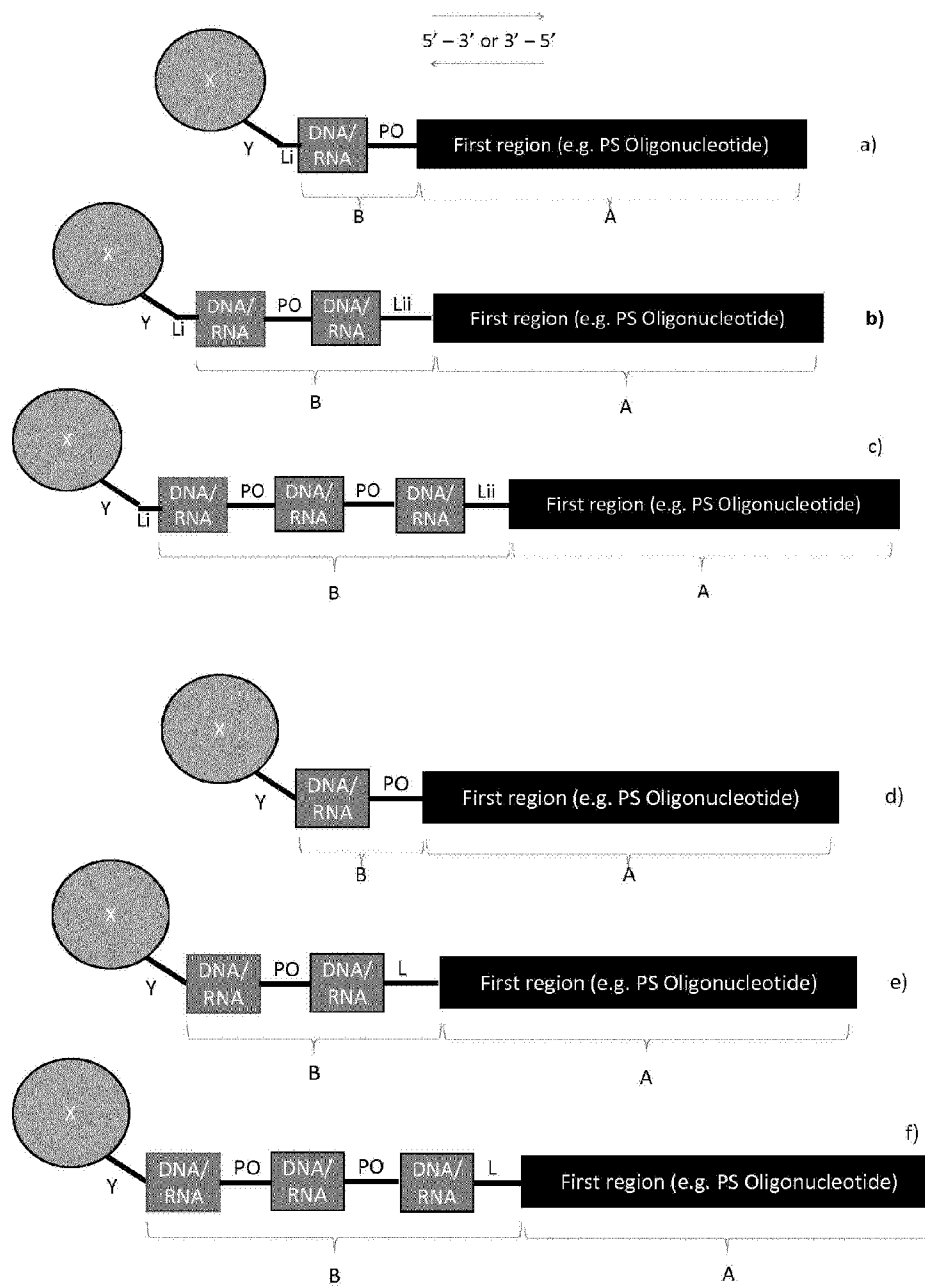 5′ – 3′ or 3′ – 5′
X
Y Li DNA/ RNA PO First region (e.g. PS Oligonucleotide) a)
B A
X
Y Li DNA/ RNA PO DNA/ RNA Lii First region (e.g. PS Oligonucleotide) b)
B A
X
c)
Y Li DNA/ RNA PO DNA/ RNA PO DNA/ RNA Lii First region (e.g. PS Oligonucleotide)
B A
X
Y DNA/ RNA PO First region (e.g. PS Oligonucleotide) d)
B A
X
Y DNA/ RNA PO DNA/ RNA L First region (e.g. PS Oligonucleotide) e)
B A
X
f)
Y DNA/ RNA PO DNA/ RNA PO DNA/ RNA L First region (e.g. PS Oligonucleotide)
B A